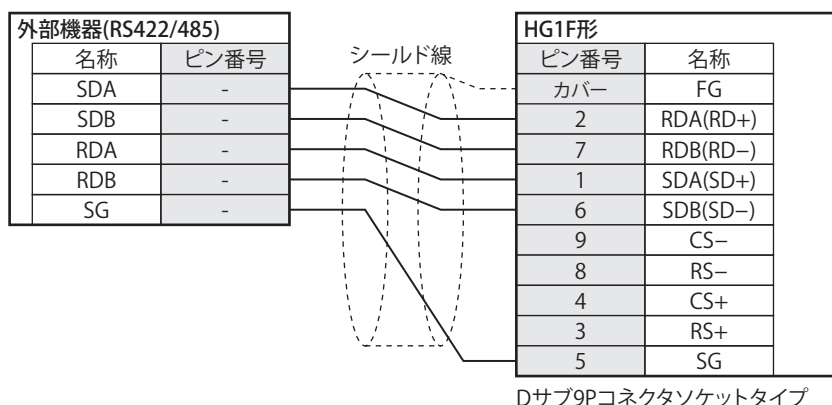 外部機器(RS422/485)
名称 ピン番号
SDA -
SDB -
RDA -
RDB -
SG -
シールド線
HG1F形
ピン番号 名称
カバー FG
2 RDA(RD+)
7 RDB(RD−)
1 SDA(SD+)
6 SDB(SD−)
9 CS−
8 RS−
4 CS+
3 RS+
5 SG
Dサブ9Pコネクタソケットタイプ